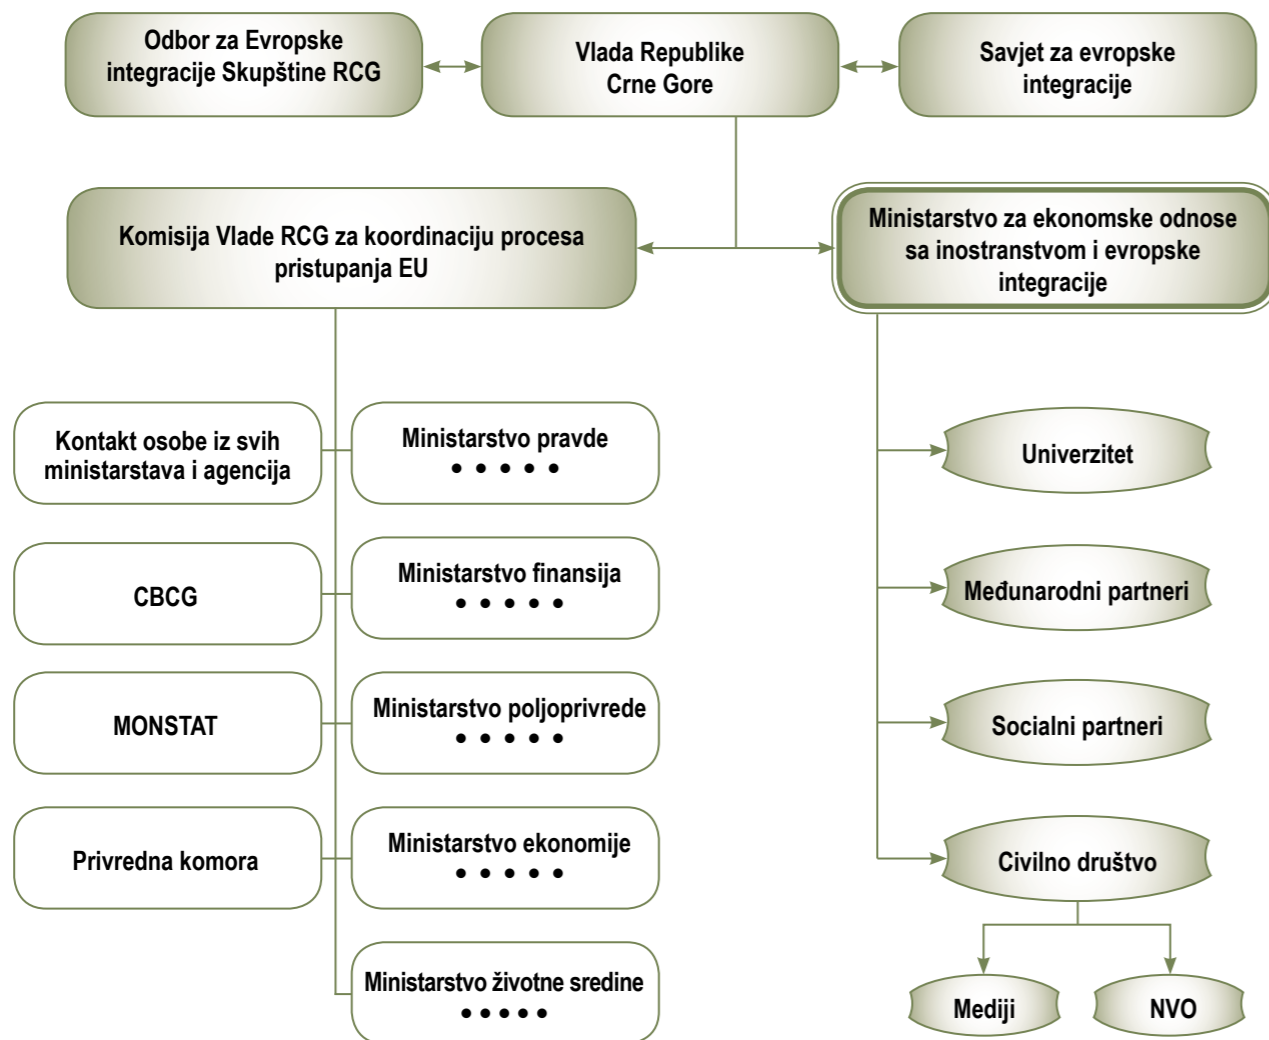 Odbor za Evropske
integracije Skupštine RCG
Vlada Republike
Crne Gore
Savjet za evropske
integracije
Komisija Vlade RCG za koordinaciju procesa
pristupanja EU
Ministarstvo za ekonomske odnose
sa inostranstvom i evropske
integracije
Kontakt osobe iz svih
ministarstava i agencija
Ministarstvo pravde
• • • • •
CBCG
Ministarstvo finansija
• • • • •
MONSTAT
Ministarstvo poljoprivrede
• • • • •
Privredna komora
Ministarstvo ekonomije
• • • • •
Ministarstvo životne sredine
• • • • •
Univerzitet
Međunarodni partneri
Socialni partneri
Civilno društvo
Mediji
NVO